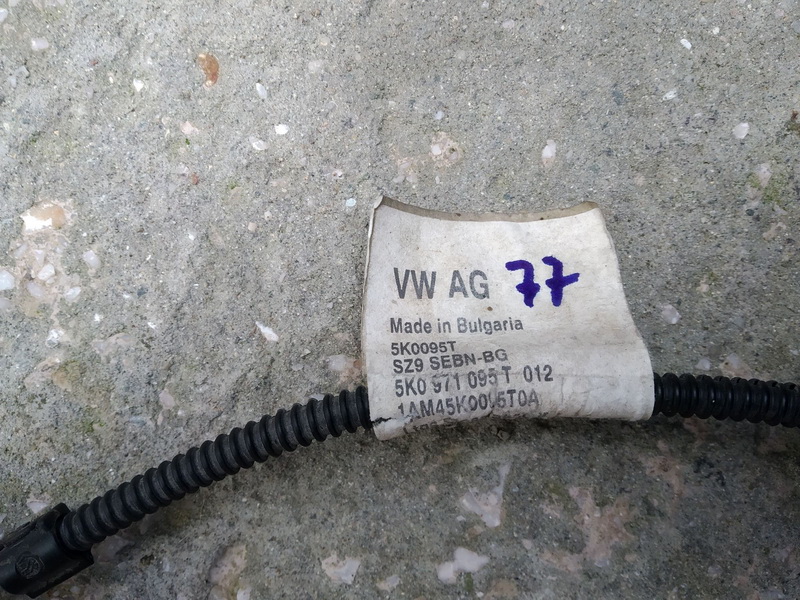 VW AG 77
Made in Bulgaria
5K0095T
SZ9 SEBN-BG
5K0 971 095 T 012
1AM45K0095T0A